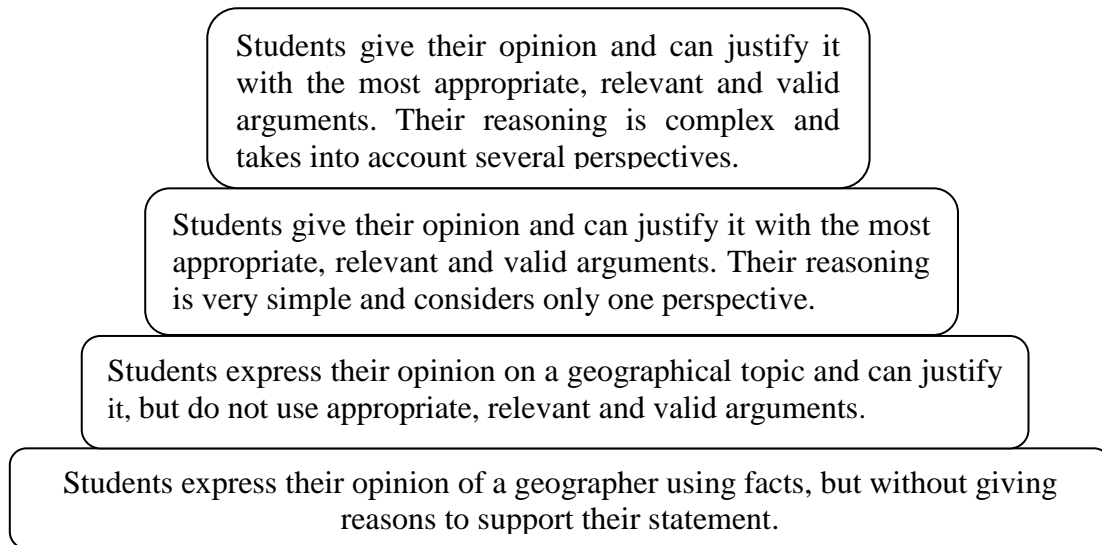 Students give their opinion and can justify it
with the most appropriate, relevant and valid
arguments. Their reasoning is complex and
takes into account several perspectives.
Students give their opinion and can justify it with the most
appropriate, relevant and valid arguments. Their reasoning
is very simple and considers only one perspective.
Students express their opinion on a geographical topic and can justify
it, but do not use appropriate, relevant and valid arguments.
Students express their opinion of a geographer using facts, but without giving
reasons to support their statement.